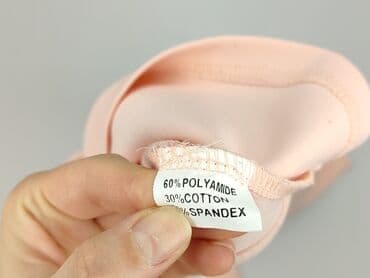 60% POLYAMIDE
30% COTTON
% SPANDEX